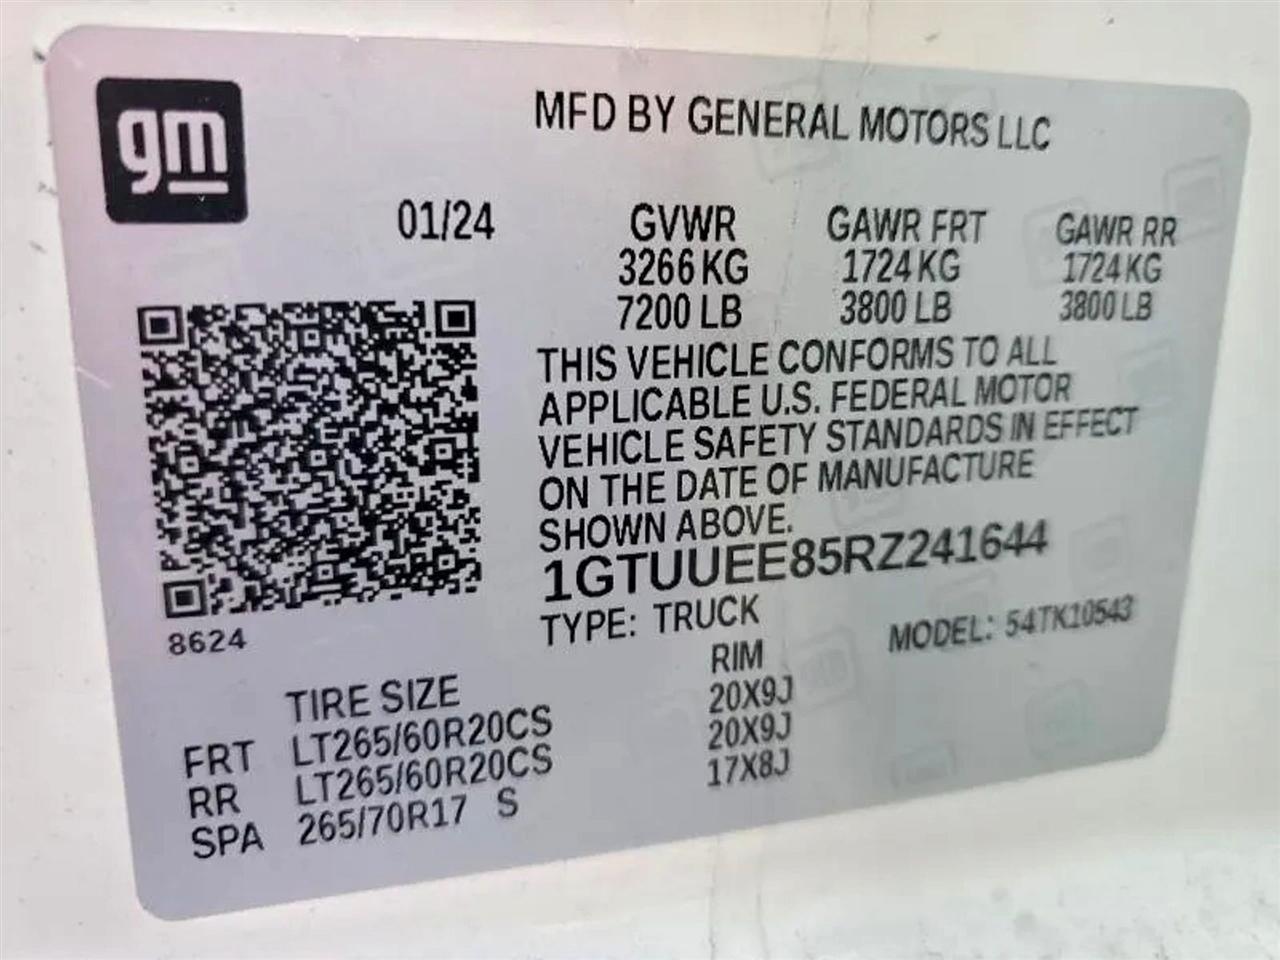 gm
MFD BY GENERAL MOTORS LLC
01/24 GVWR GAWR FRT GAWR RR
3266 KG 1724 KG 1724 KG
7200 LB 3800 LB 3800 LB
THIS VEHICLE CONFORMS TO ALL
APPLICABLE U.S. FEDERAL MOTOR
VEHICLE SAFETY STANDARDS IN EFFECT
ON THE DATE OF MANUFACTURE
SHOWN ABOVE.
1GTUUEE85RZ241644
8624
TYPE: TRUCK MODEL: 54TK10543
TIRE SIZE RIM
FRT LT265/60R20CS 20X9J
RR LT265/60R20CS 20X9J
SPA 265/70R17 S 17X8J